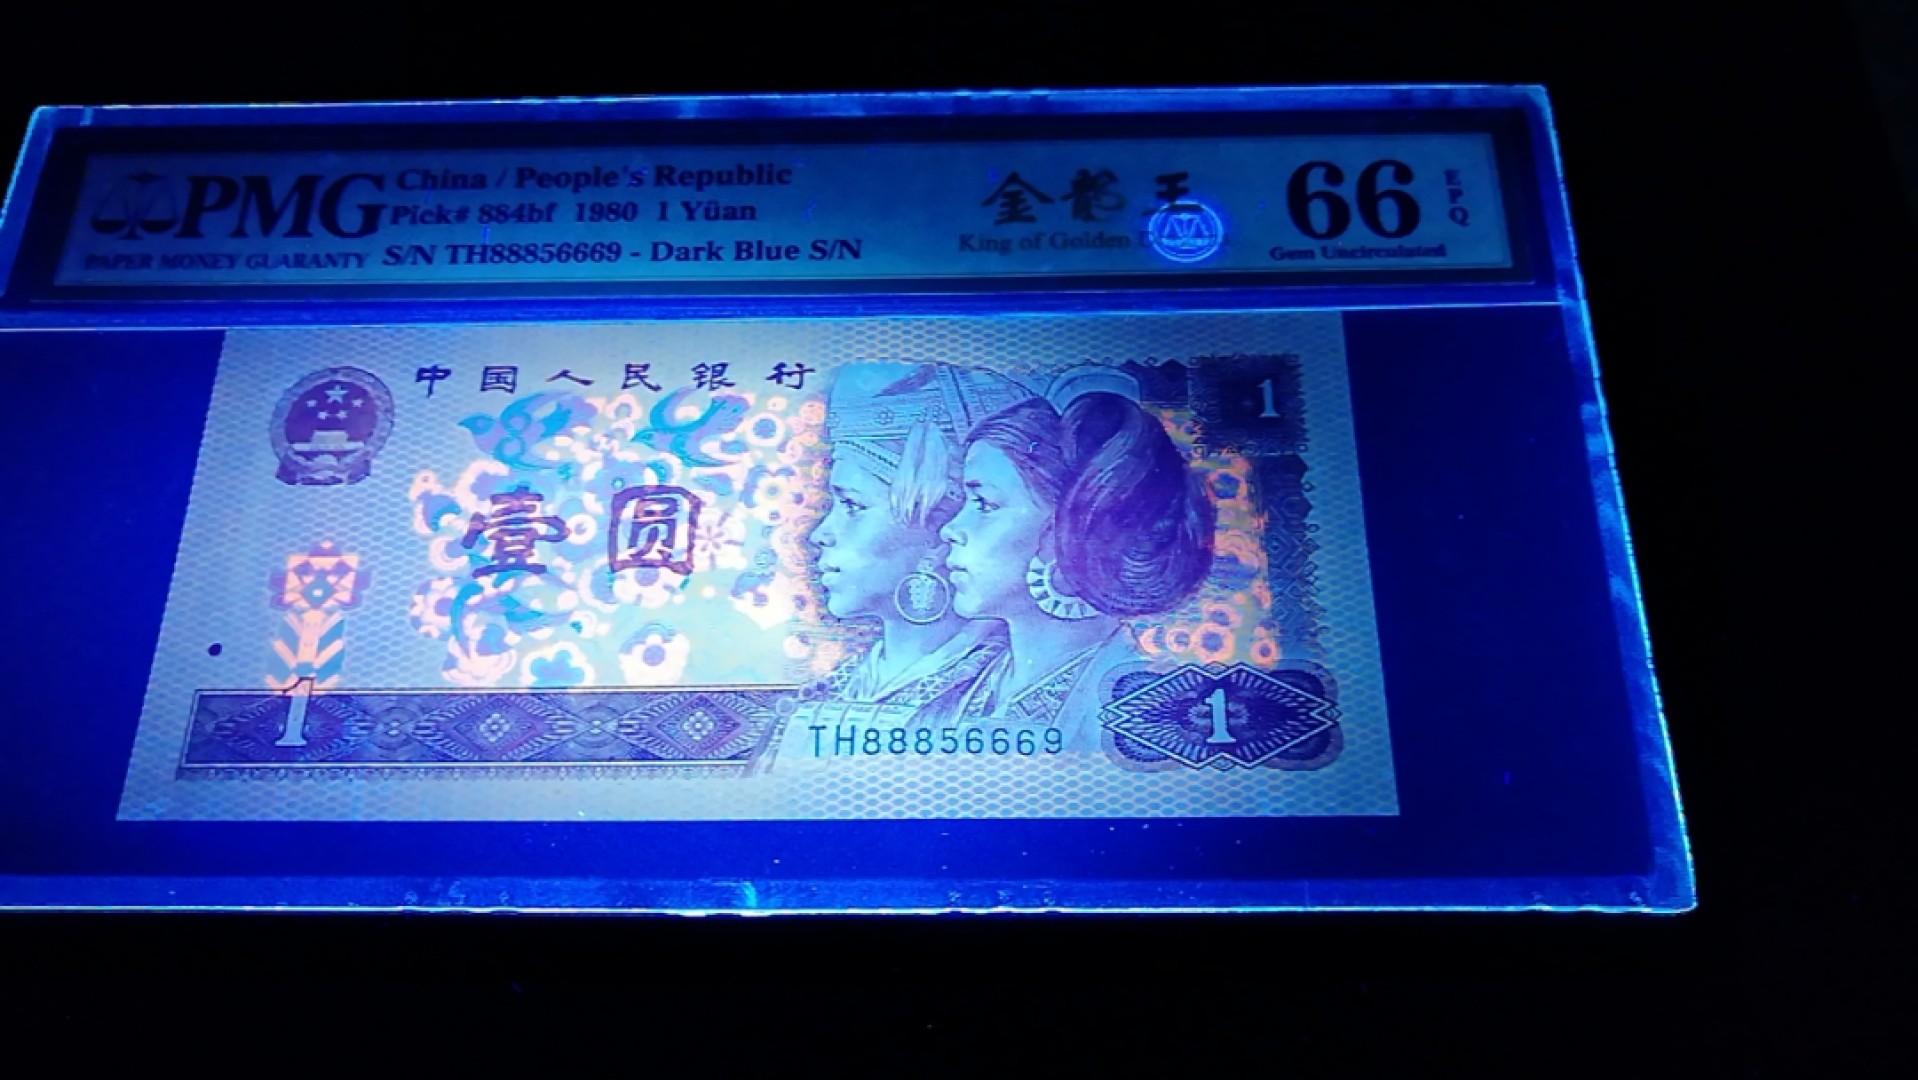 PMG
PAPER MONEY GUARANTY
China / People's Republic
Pick# 884bf 1980 1 Yüan
S/N TH88856669 - Dark Blue S/N
金龍王
King of Golden
66
EPQ
Gem Uncirculated
中国人民银行
1
壹圆
1
TH88856669
1